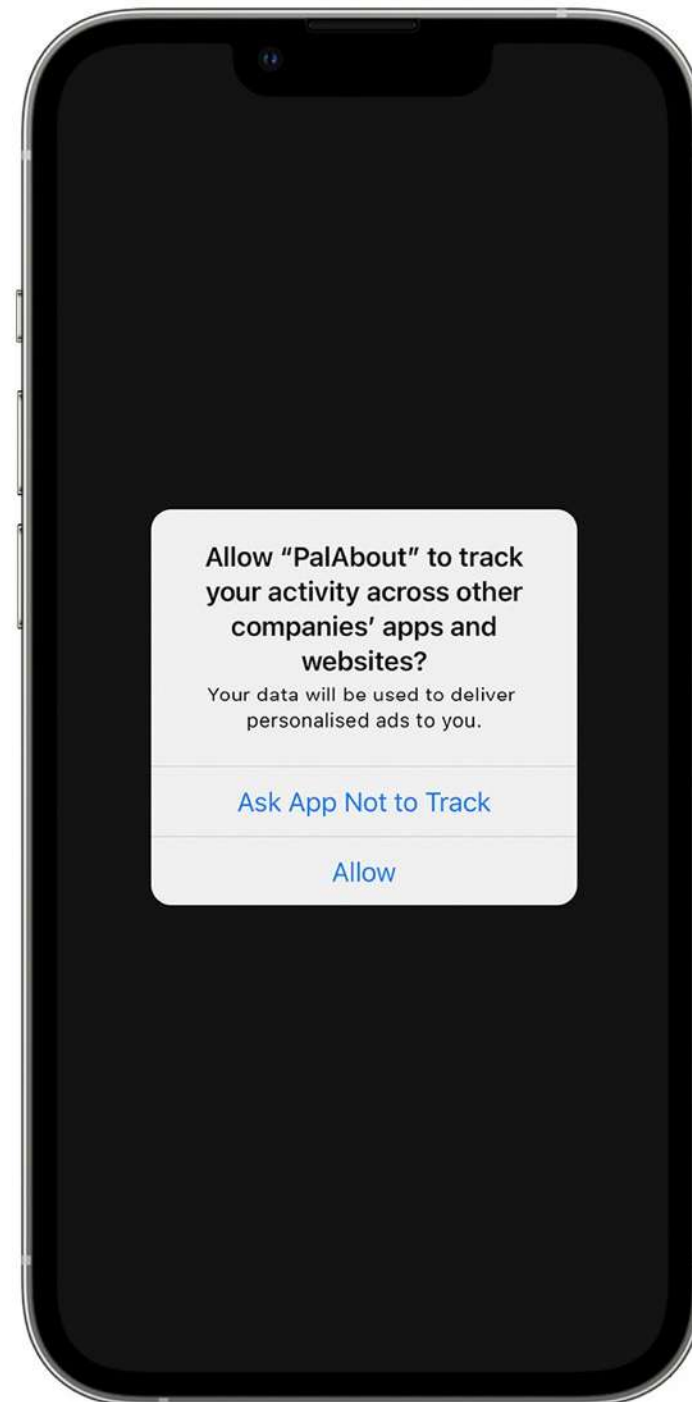 Allow “PalAbout” to track
your activity across other
companies’ apps and
websites?
Your data will be used to deliver
personalised ads to you.
Ask App Not to Track
Allow